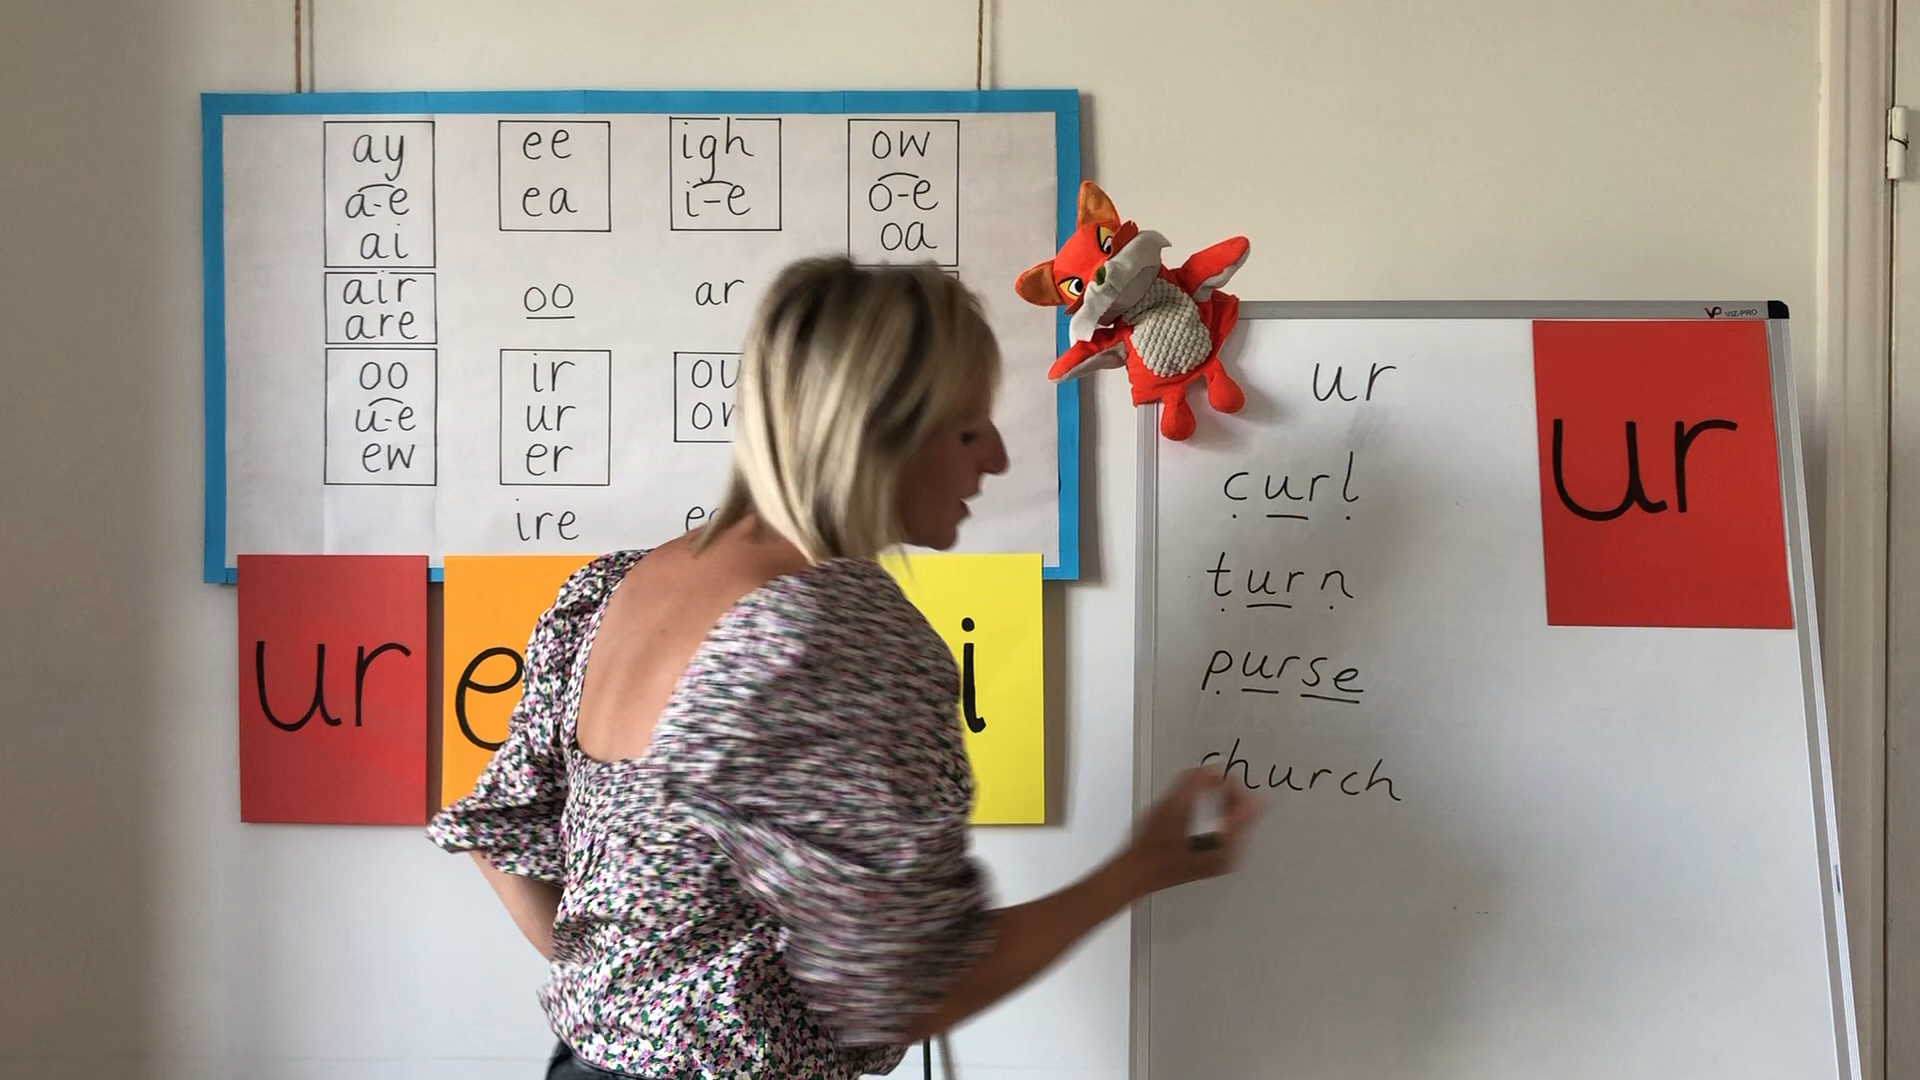 ay
a-e
ai
ee
ea
igh
i-e
ow
o-e
oa
air
are
oo
ar
oo
u-e
ew
ir
ur
er
ire
ur
i
VIZ-PRO
ur
curl
turn
purse
church
ur